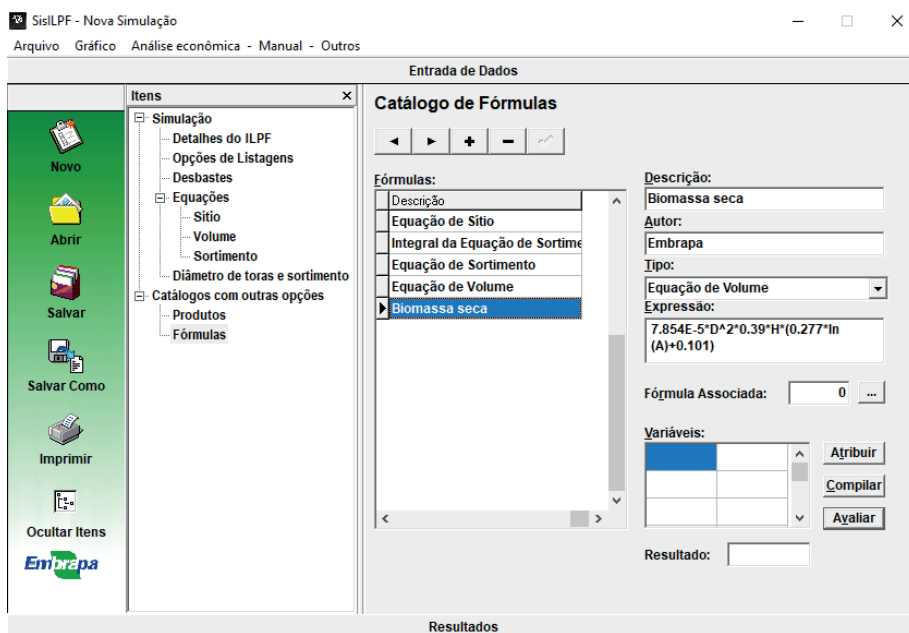 SisILPF - Nova Simulação
Arquivo Gráfico Análise econômica - Manual - Outros
Entrada de Dados
Novo
Abrir
Salvar
Salvar Como
Imprimir
Ocultar Itens
Embrapa
Itens
Simulação
Detalhes do ILPF
Opções de Listagens
Desbastes
Equações
Sitio
Volume
Sortimento
Diâmetro de toras e sortimento
Catálogos com outras opções
Produtos
Fórmulas
Catálogo de Fórmulas
Fórmulas:
Descrição
Equação de Sítio
Integral da Equação de Sortime
Equação de Sortimento
Equação de Volume
Biomassa seca
Descrição:
Biomassa seca
Autor:
Embrapa
Tipo:
Equação de Volume
Expressão:
7.854E-5*D^2*0.39*H*(0.277*ln
(A)+0.101)
Fórmula Associada: 0 ...
Variáveis:
Atribuir
Compilar
Avaliar
Resultado:
Resultados